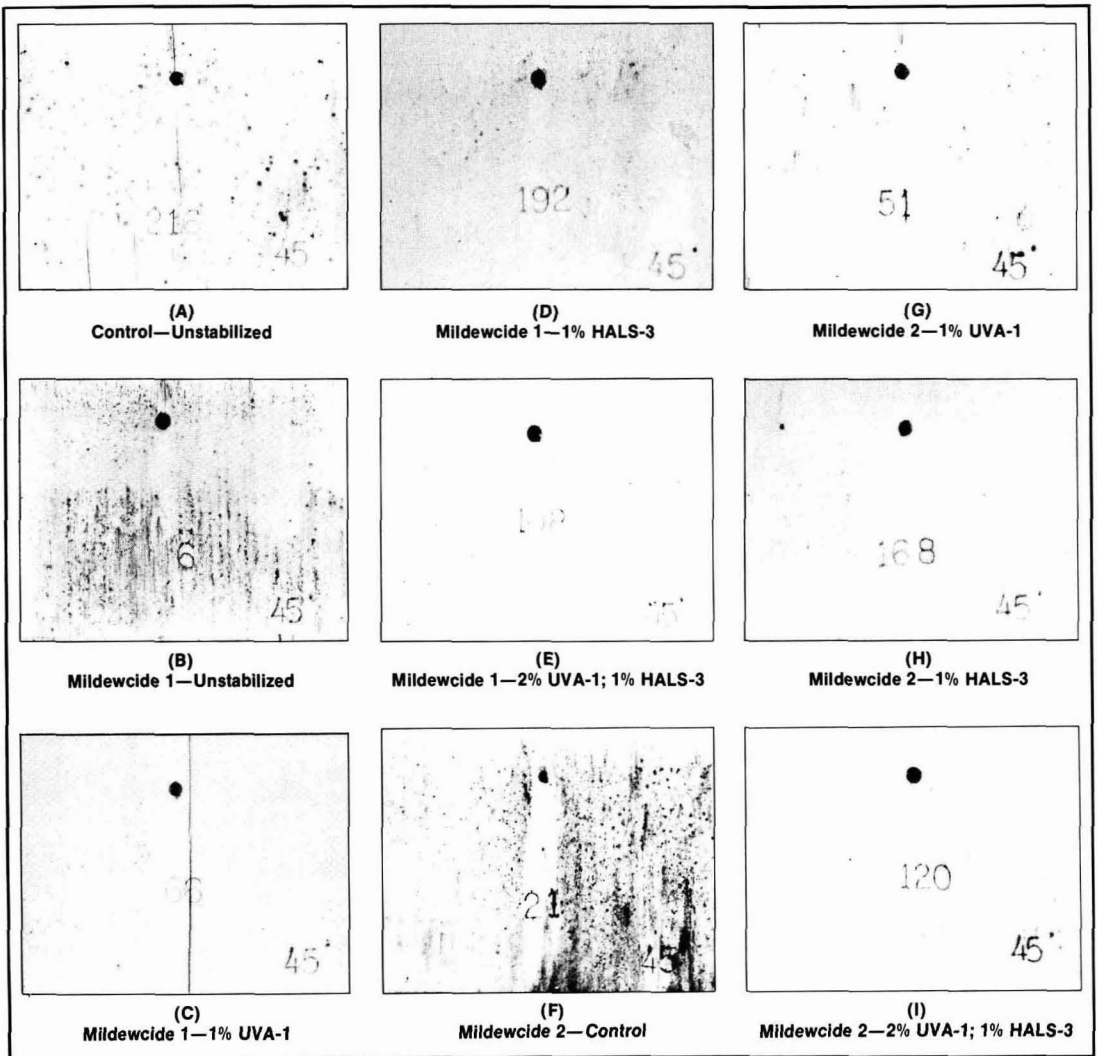 218
45
(A)
Control—Unstabilized
192
45°
(D)
Mildewcide 1—1% HALS-3
51
45°
(G)
Mildewcide 2—1% UVA-1
6
45°
(B)
Mildewcide 1—Unstabilized
45°
(E)
Mildewcide 1—2% UVA-1; 1% HALS-3
168
45°
(H)
Mildewcide 2—1% HALS-3
66
45°
(C)
Mildewcide 1—1% UVA-1
21
45
(F)
Mildewcide 2—Control
120
45°
(I)
Mildewcide 2—2% UVA-1; 1% HALS-3